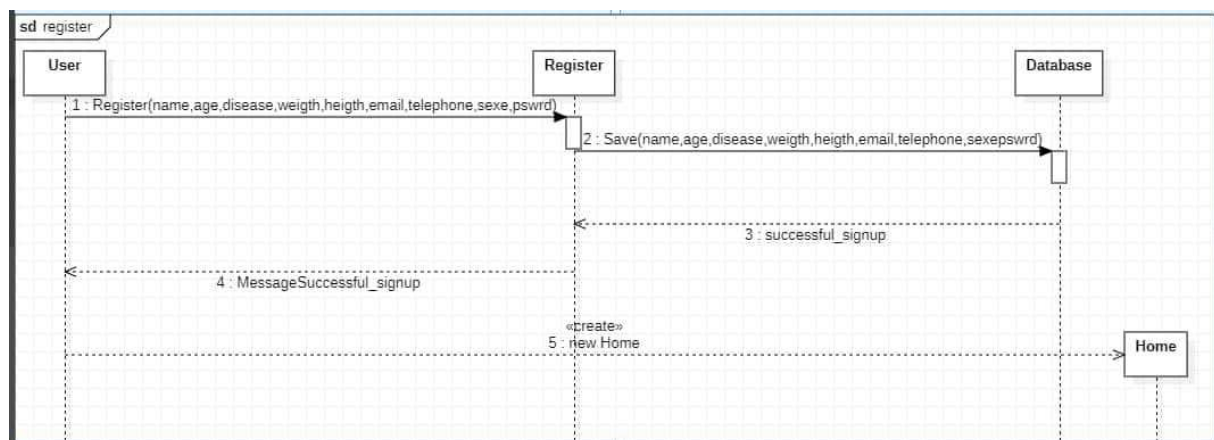 sd register
User
Register
Database
1 : Register(name,age,disease,weigth,heigth,email,telephone,sexe,pswrd)
2 : Save(name,age,disease,weigth,heigth,email,telephone,sexepswrd)
3 : successful_signup
4 : MessageSuccessful_signup
«create»
5 : new Home
Home